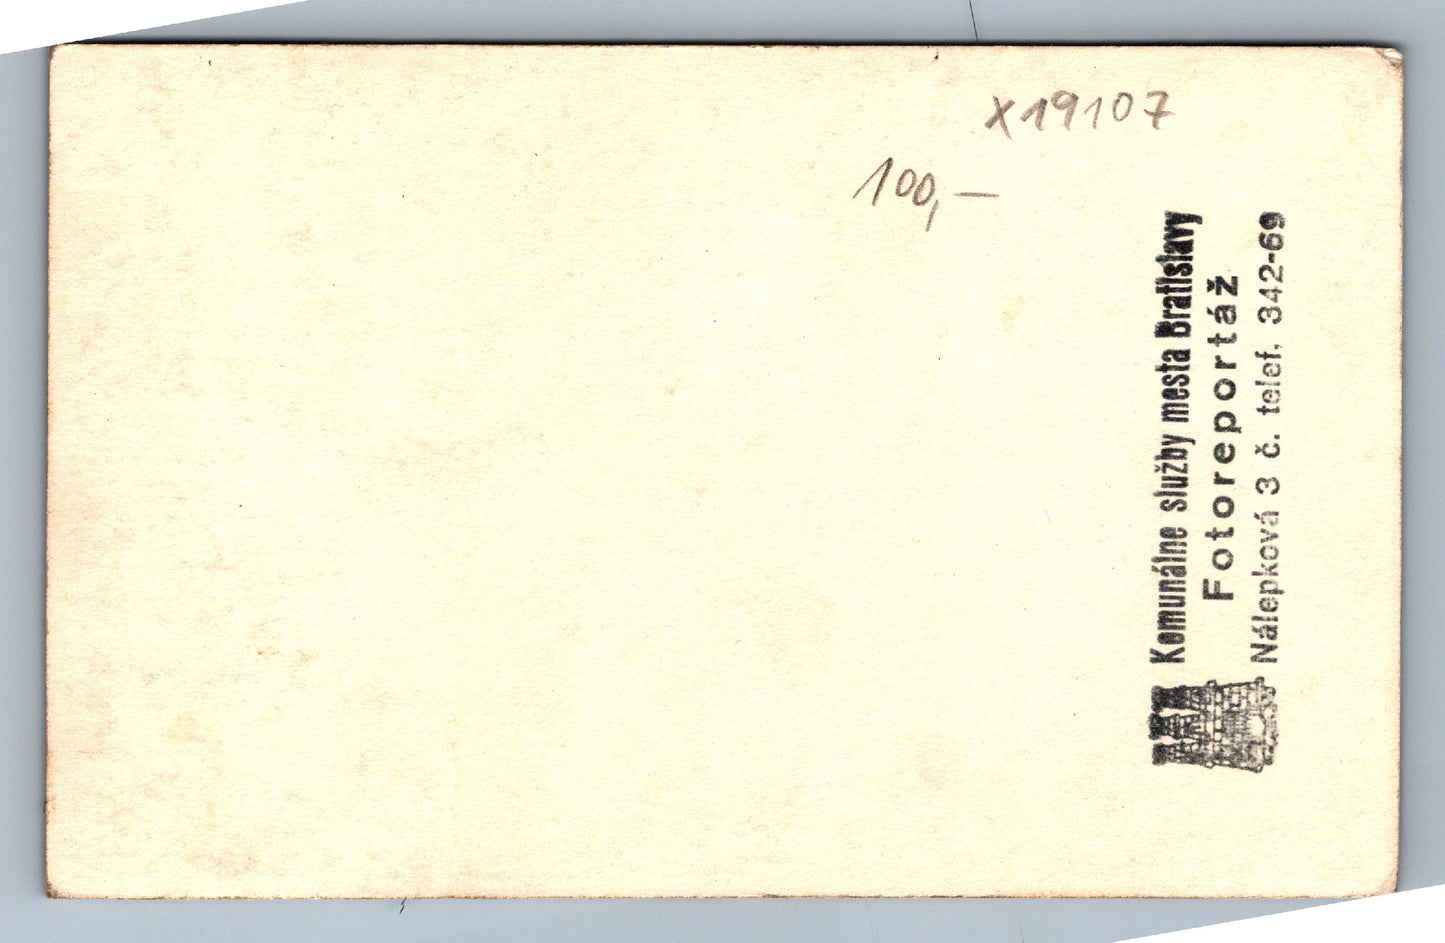 x19107
100,-
Komunálne služby mesta Bratislavy
Fotoreportáž
Nálepková 3 č. telef. 342-69